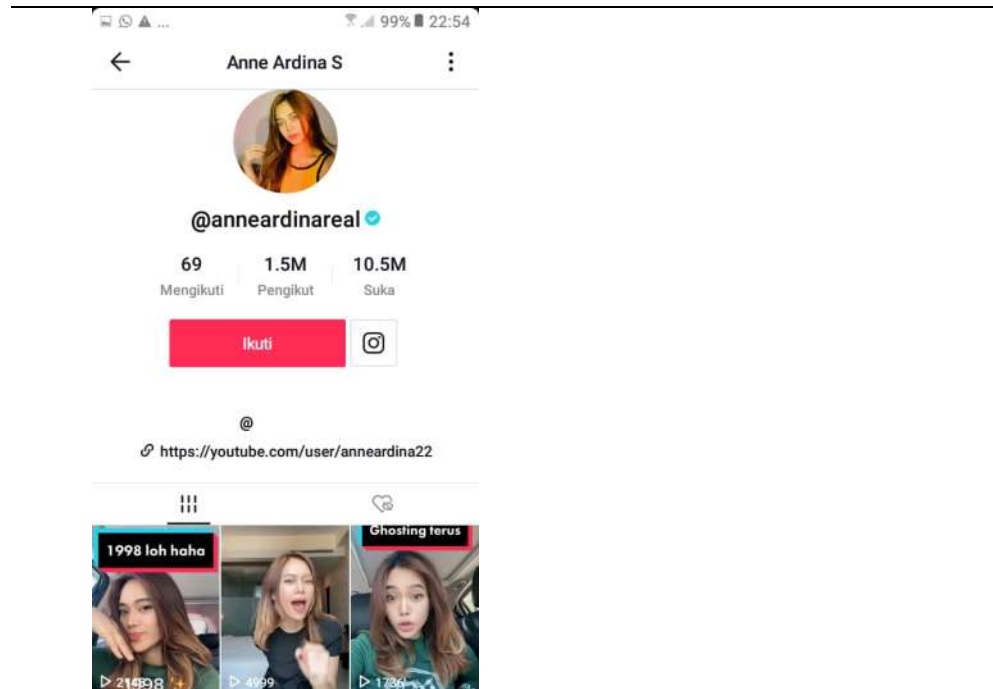 99% 22:54
Anne Ardina S
@anneardinareal
69 1.5M 10.5M
Mengikuti Pengikut Suka
Ikuti
@
https://youtube.com/user/anneardina22
1998 loh haha
Ghosting terus
4999